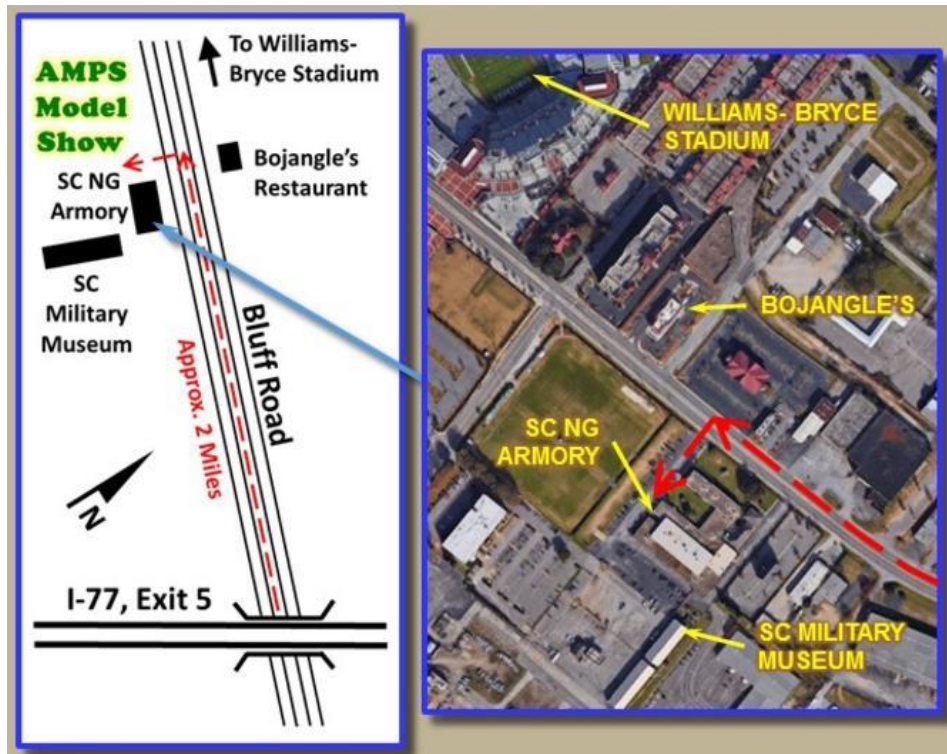 AMPS
Model
Show
To Williams-
Bryce Stadium
Bojangle's
Restaurant
SC NG
Armory
SC
Military
Museum
Bluff Road
Approx. 2 Miles
N
I-77, Exit 5
WILLIAMS- BRYCE
STADIUM
BOJANGLE'S
SC NG
ARMORY
SC MILITARY
MUSEUM